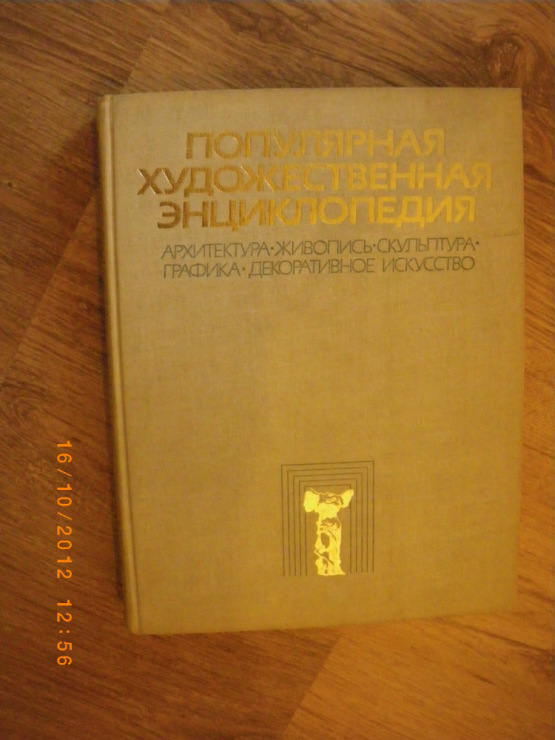 ПОПУЛЯРНАЯ
ХУДОЖЕСТВЕННАЯ
ЭНЦИКЛОПЕДИЯ
АРХИТЕКТУРА·ЖИВОПИСЬ·СКУЛЬПТУРА·
ГРАФИКА·ДЕКОРАТИВНОЕ ИСКУССТВО
16/10/2012 12:56